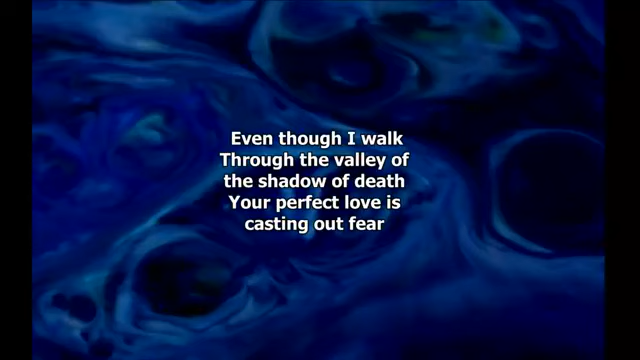 Even though I walk
Through the valley of
the shadow of death
Your perfect love is
casting out fear